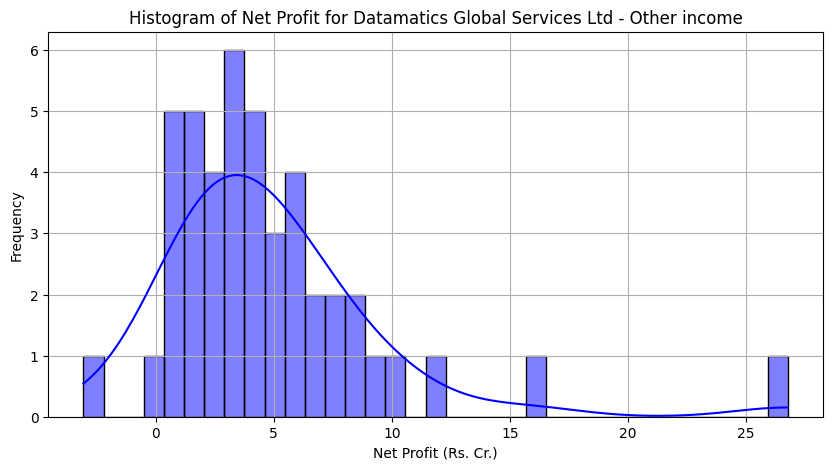 Histogram of Net Profit for Datamatics Global Services Ltd - Other income
6
5
4
3
2
1
0
Frequency
0 5 10 15 20 25
Net Profit (Rs. Cr.)